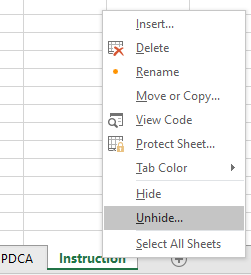 Insert...
Delete
Rename
Move or Copy...
View Code
Protect Sheet...
Tab Color
Hide
Unhide...
Select All Sheets
PDCA Instruction